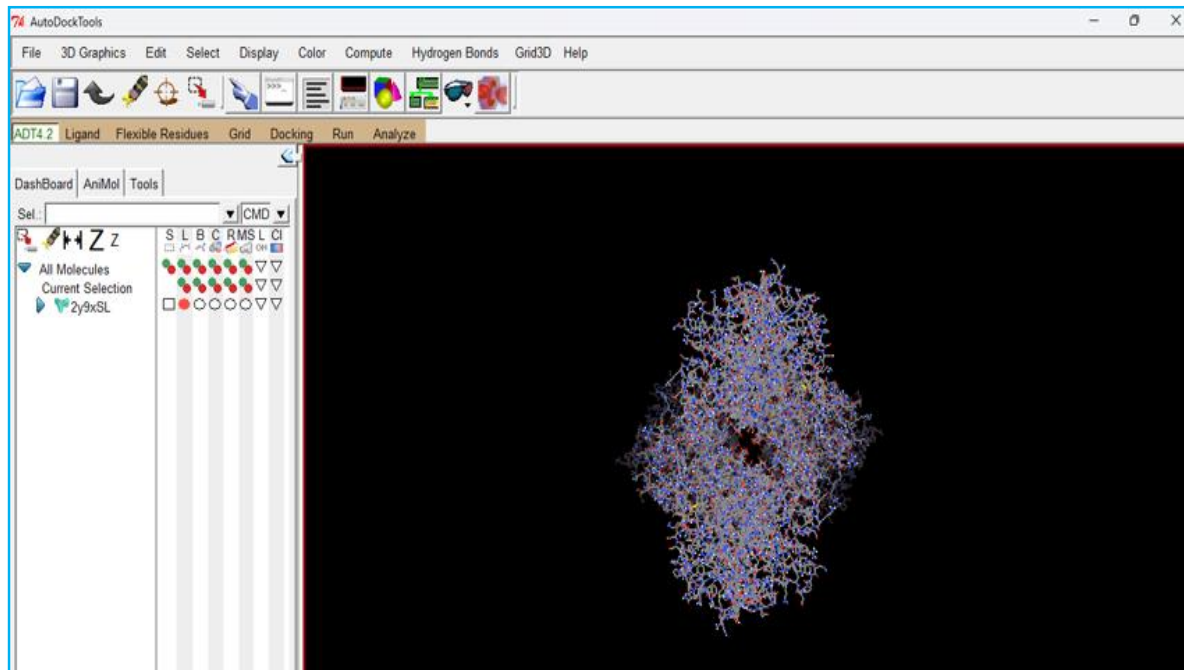 AutoDockTools
File 3D Graphics Edit Select Display Color Compute Hydrogen Bonds Grid3D Help
ADT4.2 Ligand Flexible Residues Grid Docking Run Analyze
DashBoard AniMol Tools
Sel.: CMD
Z Z S L B C R MS L Cl
All Molecules
Current Selection
2y9xSL